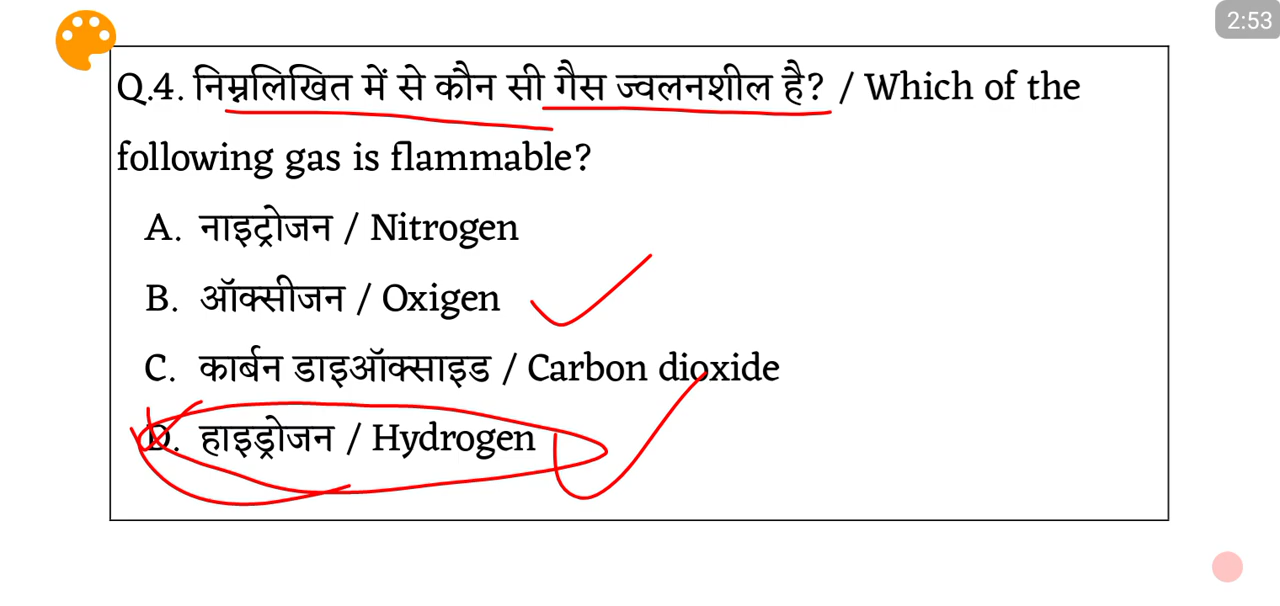 2:53
Q.4. निम्नलिखित में से कौन सी गैस ज्वलनशील है? / Which of the
following gas is flammable?
A. नाइट्रोजन / Nitrogen
B. ऑक्सीजन / Oxigen
C. कार्बन डाइऑक्साइड / Carbon dioxide
D. हाइड्रोजन / Hydrogen